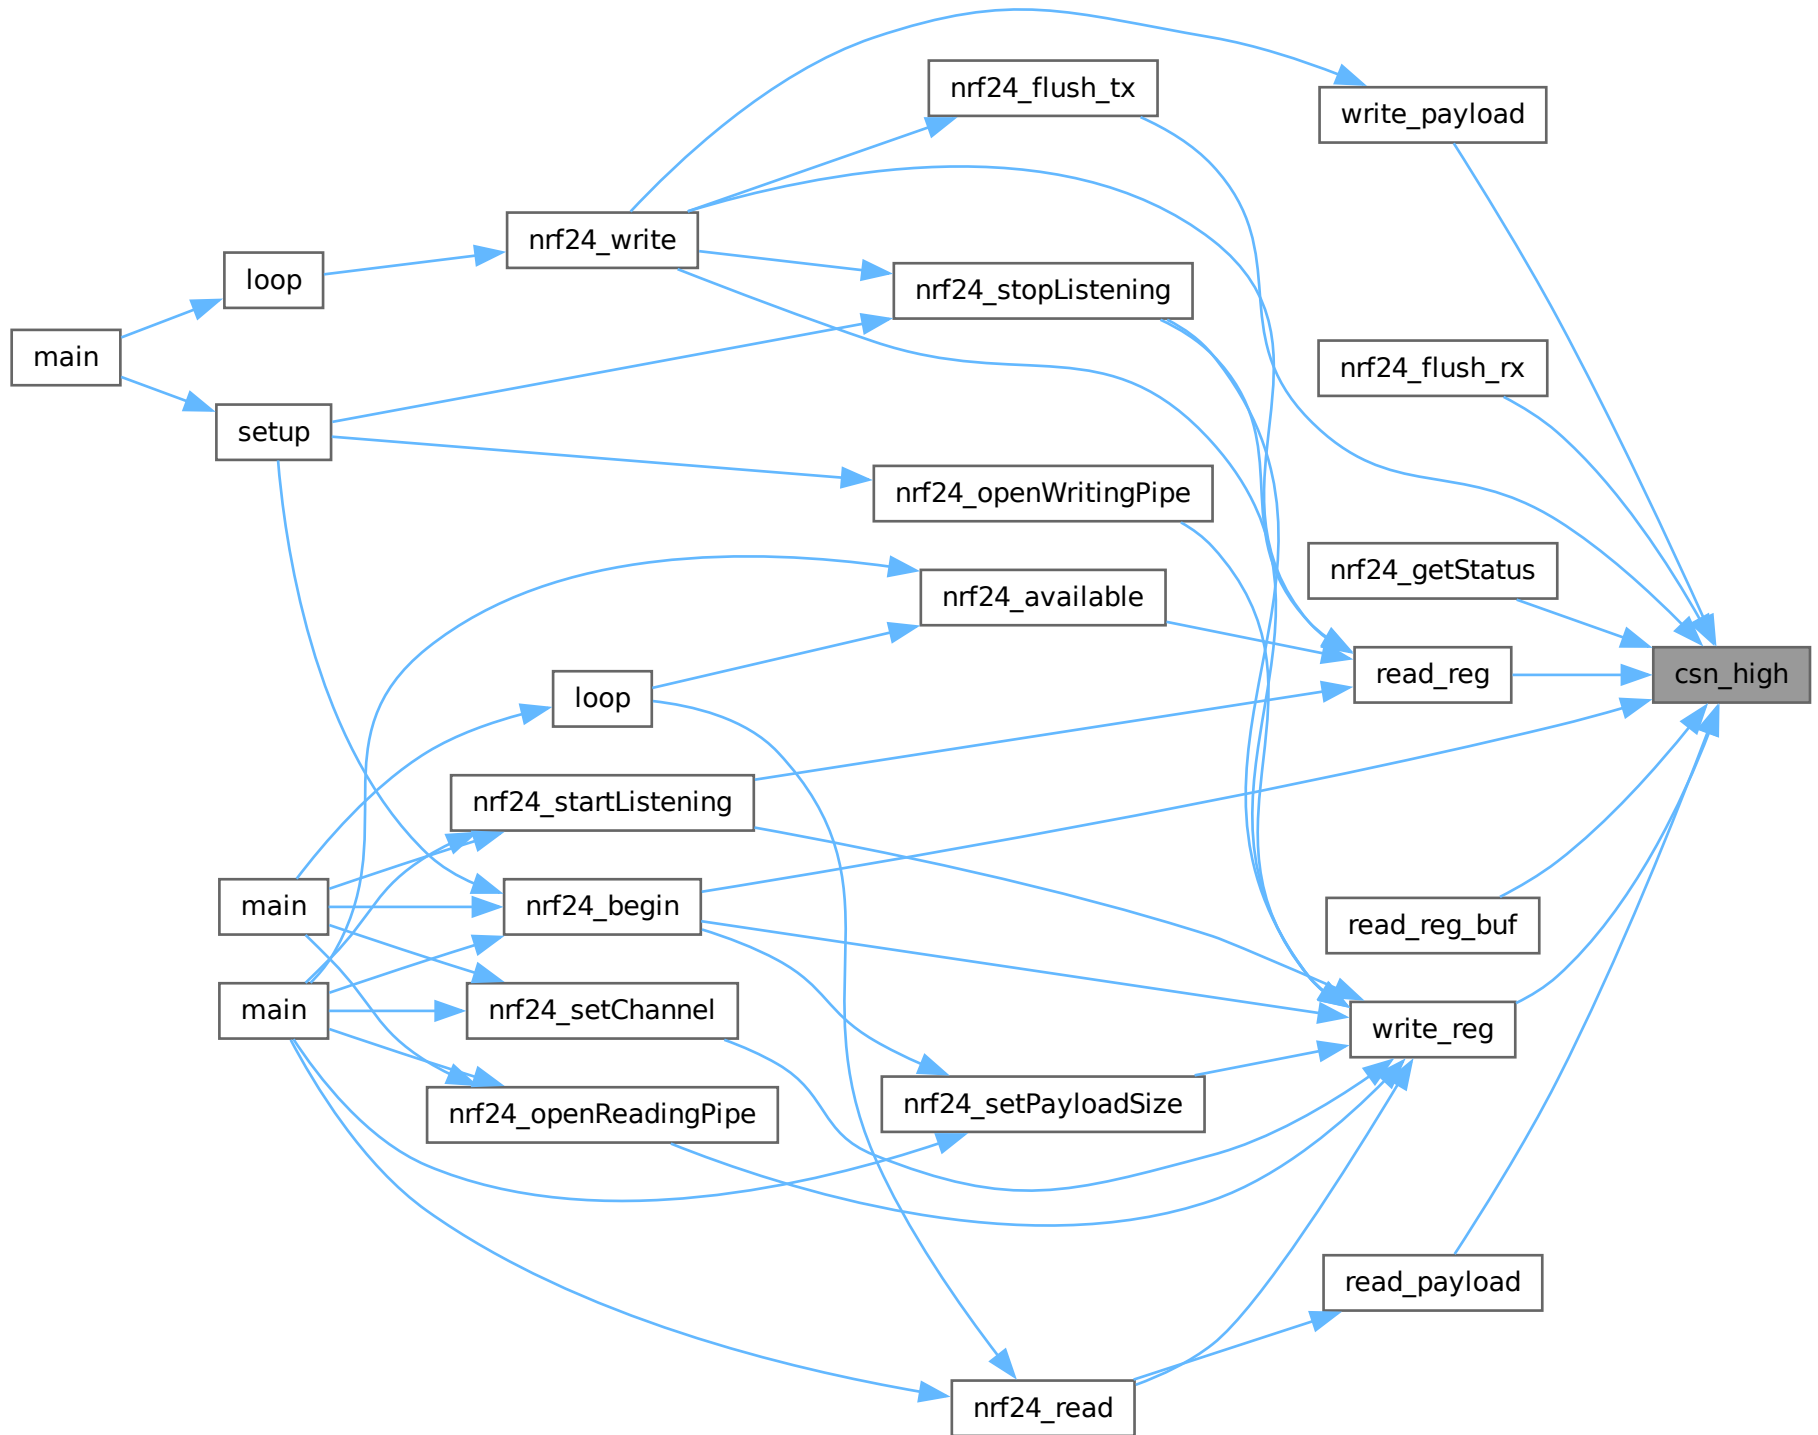 nrf24_flush_tx
write_payload
nrf24_write
loop
nrf24_stopListening
main
nrf24_flush_rx
setup
nrf24_openWritingPipe
nrf24_getStatus
nrf24_available
read_reg
csn_high
loop
nrf24_startListening
main
nrf24_begin
read_reg_buf
main
nrf24_setChannel
write_reg
nrf24_setPayloadSize
nrf24_openReadingPipe
read_payload
nrf24_read